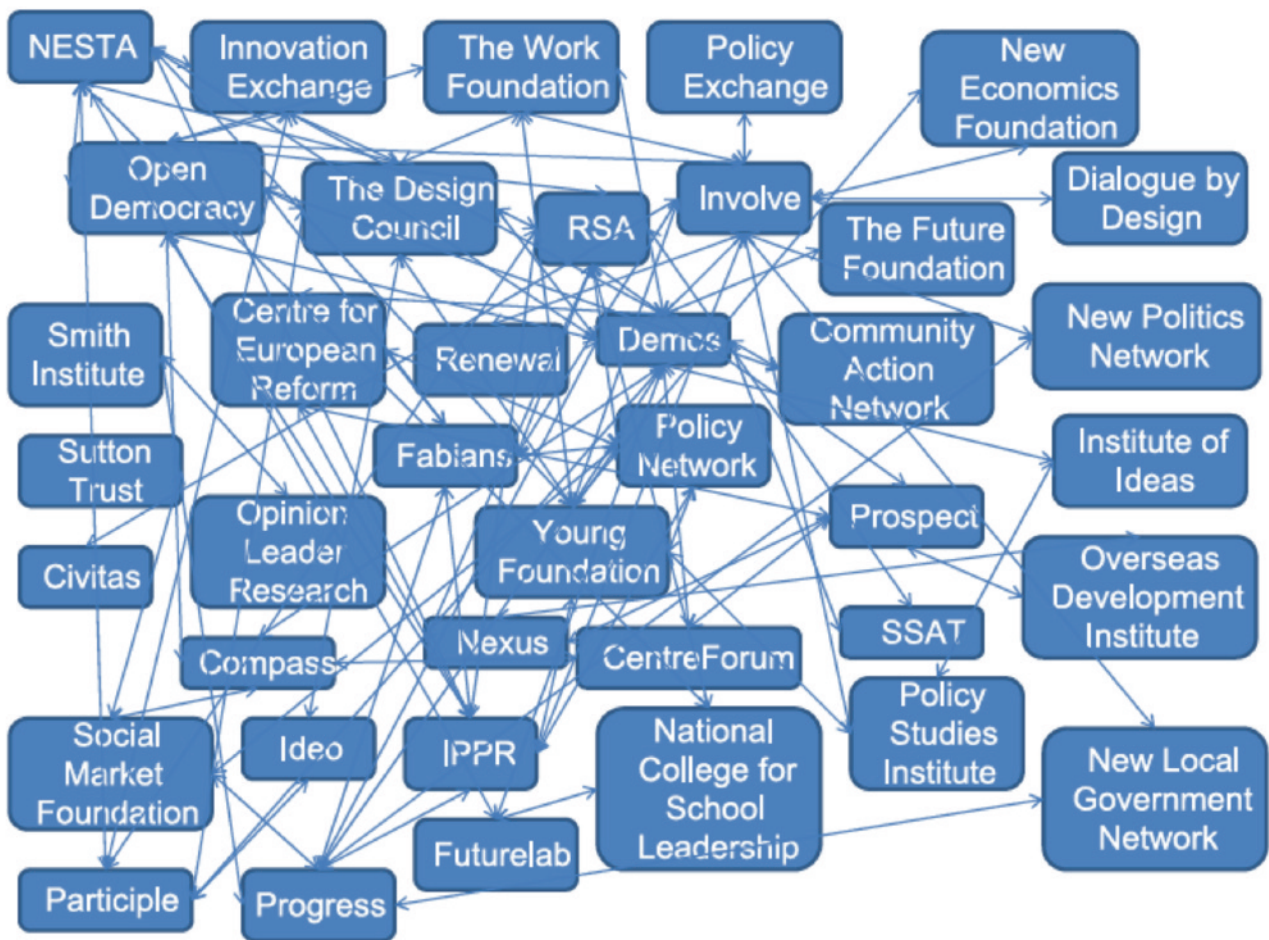 NESTA
Innovation
Exchange
The Work
Foundation
Policy
Exchange
New
Economics
Foundation
Open
Democracy
The Design
Council
RSA
Involve
Dialogue by
Design
The Future
Foundation
Smith
Institute
Centre for
European
Reform
Renewal
Demos
Community
Action
Network
New Politics
Network
Sutton
Trust
Fabians
Policy
Network
Institute of
Ideas
Civitas
Opinion
Leader
Research
Young
Foundation
Prospect
Overseas
Development
Institute
Compass
Nexus
CentreForum
SSAT
Social
Market
Foundation
Ideo
IPPR
National
College for
School
Leadership
Policy
Studies
Institute
New Local
Government
Network
Participle
Progress
Futurelab